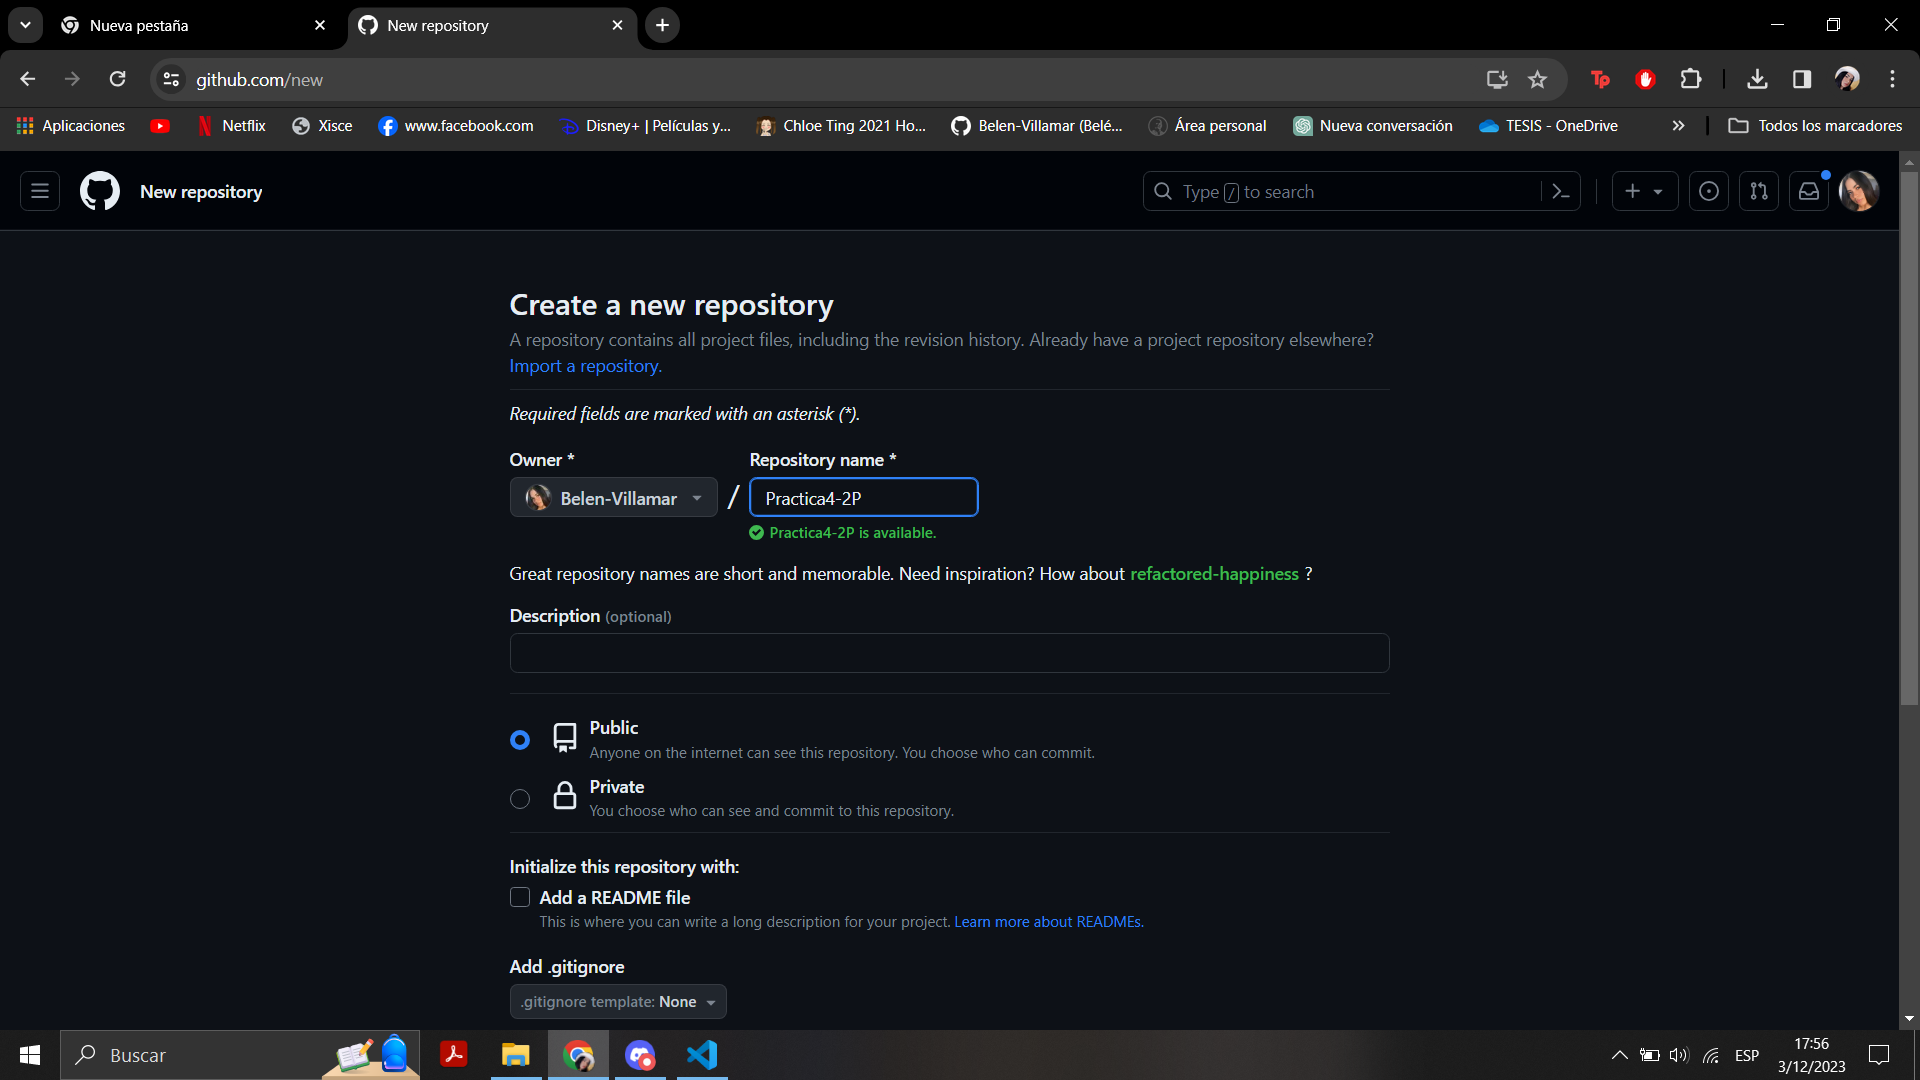 Nueva pestaña
New repository
github.com/new
Aplicaciones
Netflix
Xisce
www.facebook.com
Disney+ | Películas y...
Chloe Ting 2021 Ho...
Belen-Villamar (Belé...
Área personal
Nueva conversación
TESIS - OneDrive
Todos los marcadores
New repository
Type / to search
Create a new repository
A repository contains all project files, including the revision history. Already have a project repository elsewhere?
Import a repository.
Required fields are marked with an asterisk (*).
Owner *
Repository name *
Belen-Villamar
/
Practica4-2P
Practica4-2P is available.
Great repository names are short and memorable. Need inspiration? How about refactored-happiness ?
Description (optional)
Public
Anyone on the internet can see this repository. You choose who can commit.
Private
You choose who can see and commit to this repository.
Initialize this repository with:
Add a README file
This is where you can write a long description for your project. Learn more about READMEs.
Add .gitignore
.gitignore template: None
Buscar
ESP
17:56
3/12/2023